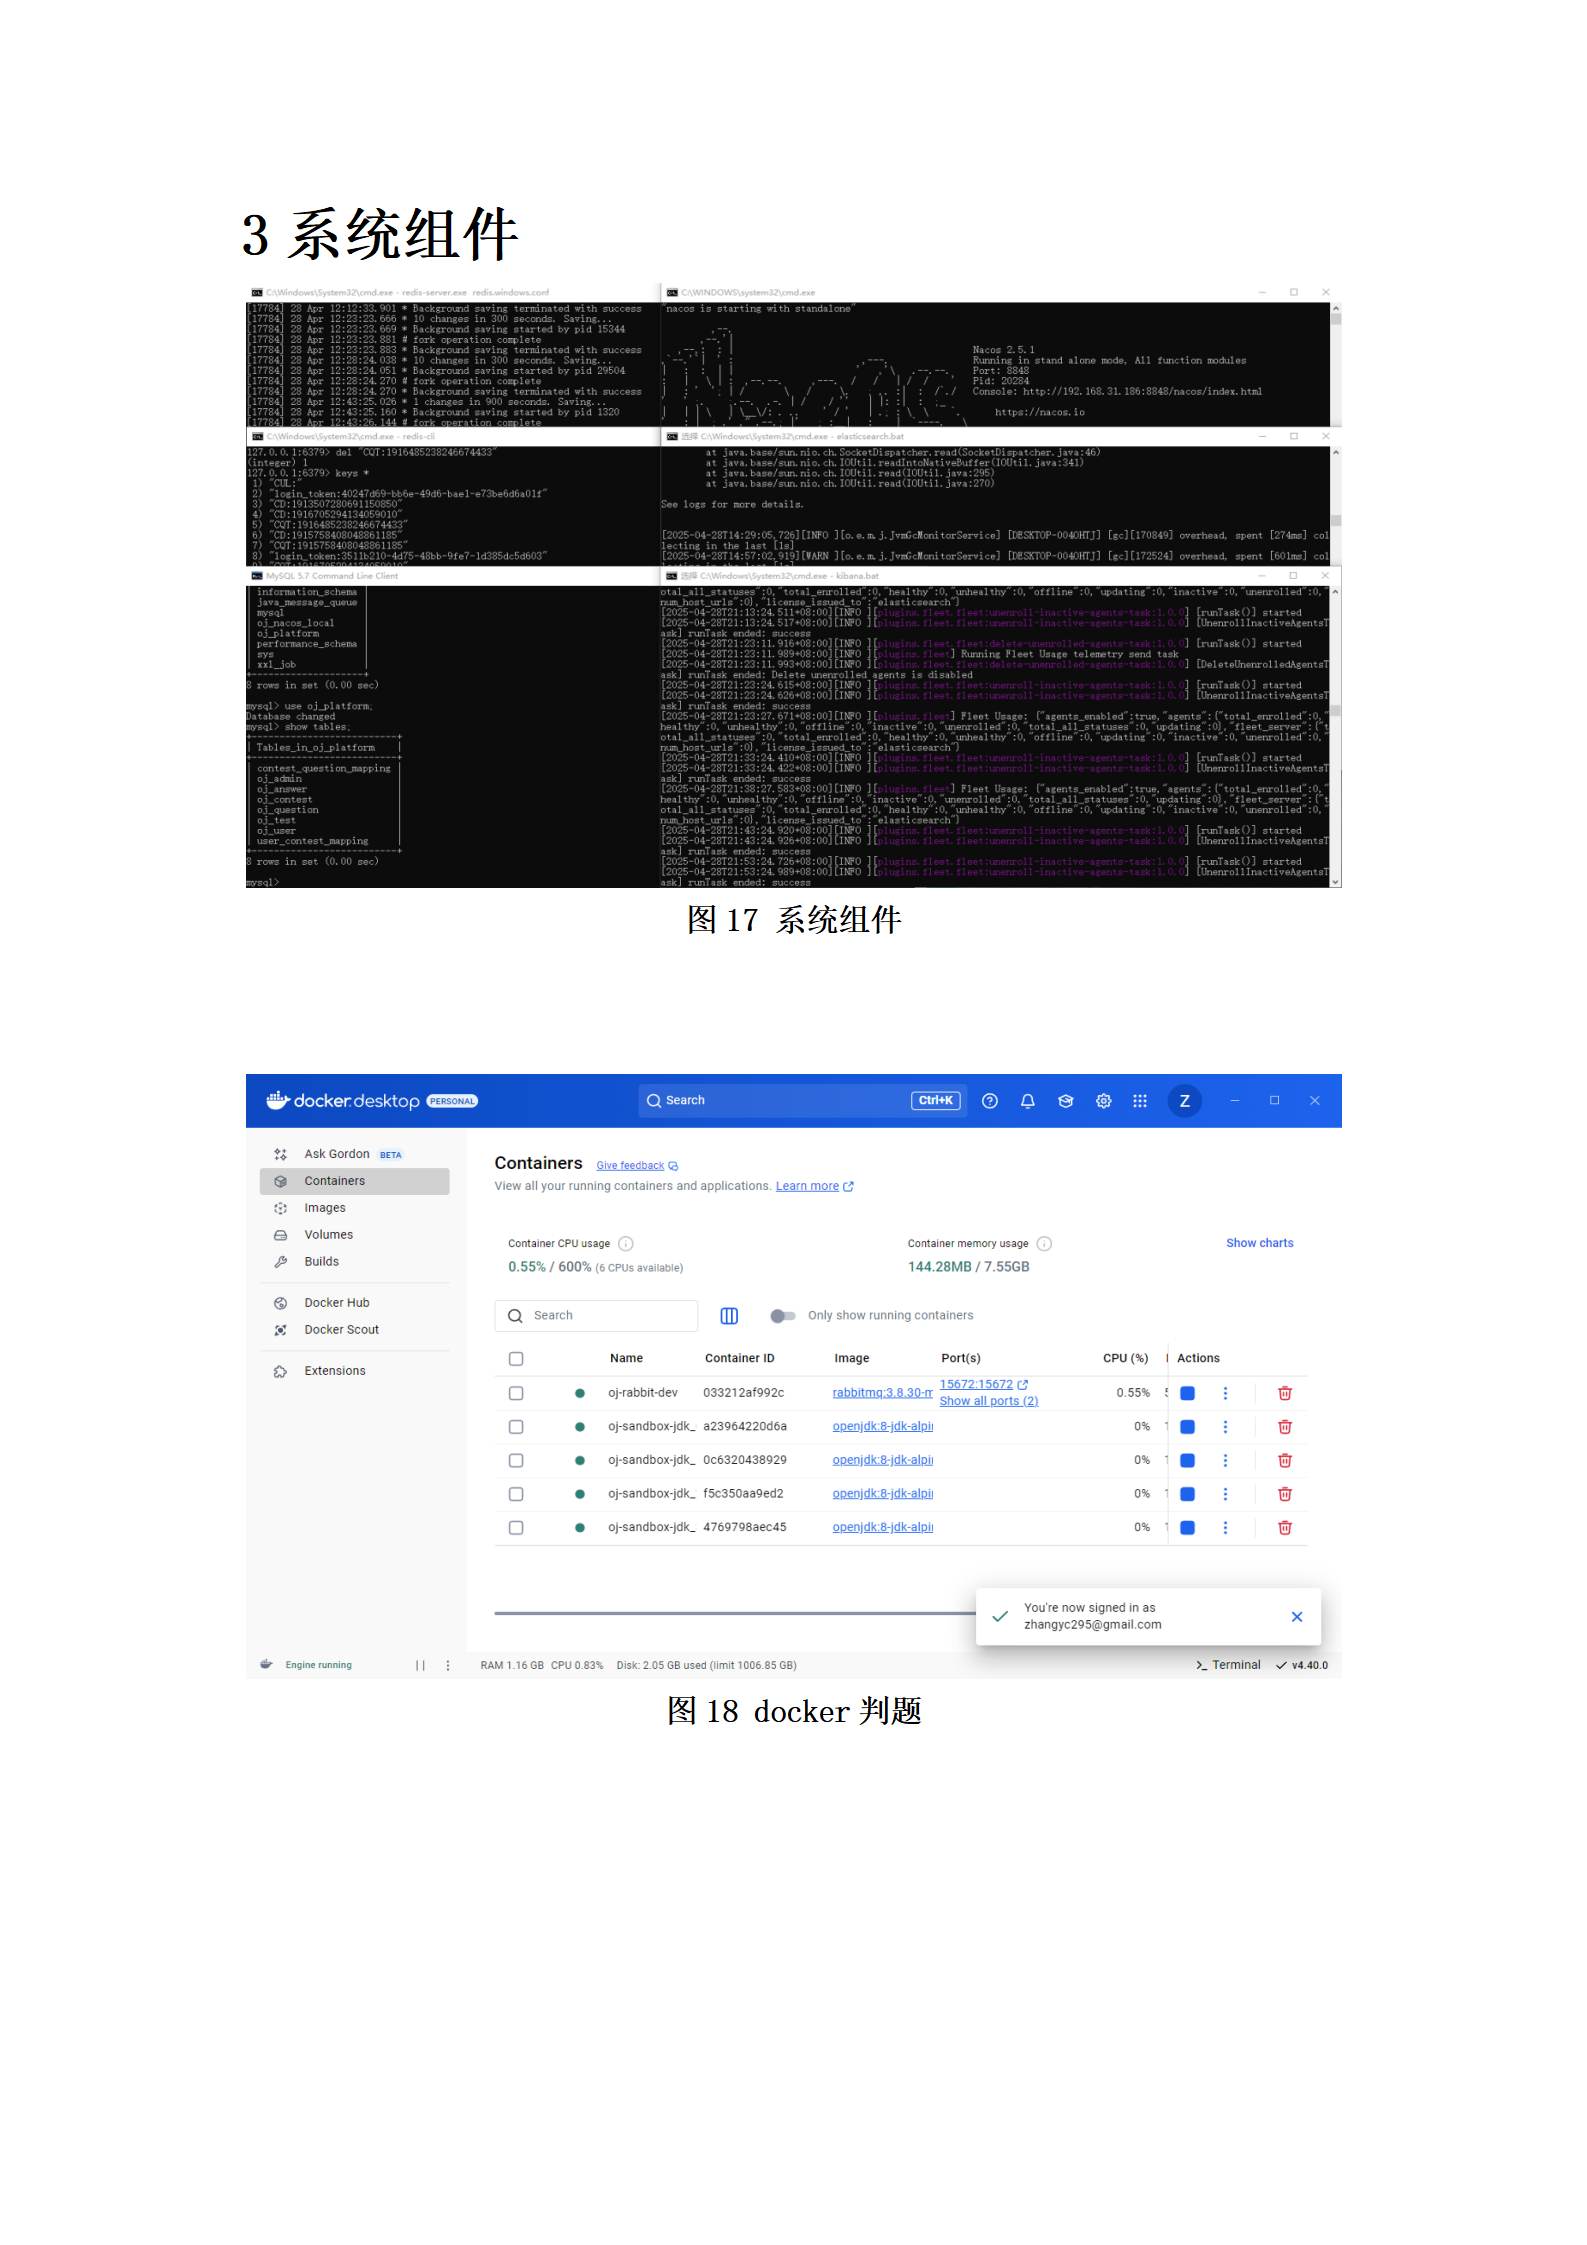 3 系统组件
C:\Windows\System32\cmd.exe - redis-server.exe redis.windows.conf
[17784] 28 Apr 12:12:33.901 * Background saving terminated with success
[17784] 28 Apr 12:23:23.666 * 10 changes in 300 seconds. Saving...
[17784] 28 Apr 12:23:23.669 * Background saving started by pid 15344
[17784] 28 Apr 12:23:23.881 # fork operation complete
[17784] 28 Apr 12:23:23.883 * Background saving terminated with success
[17784] 28 Apr 12:28:24.038 * 10 changes in 300 seconds. Saving...
[17784] 28 Apr 12:28:24.051 * Background saving started by pid 29504
[17784] 28 Apr 12:28:24.270 # fork operation complete
[17784] 28 Apr 12:28:24.270 * Background saving terminated with success
[17784] 28 Apr 12:43:25.026 * 1 changes in 900 seconds. Saving...
[17784] 28 Apr 12:43:25.160 * Background saving started by pid 1320
[17784] 28 Apr 12:43:26.144 # fork operation complete
C:\WINDOWS\system32\cmd.exe
"nacos is starting with standalone"
Nacos 2.5.1
Running in stand alone mode, All function modules
Port: 8848
Pid: 20284
Console: http://192.168.31.186:8848/nacos/index.html
https://nacos.io
C:\Windows\System32\cmd.exe - redis-cli
127.0.0.1:6379> del "CQT:1916485238246674433"
(integer) 1
127.0.0.1:6379> keys *
1) "CUL:"
2) "login_token:40247d69-bb6e-49d6-bae1-e73be6d6a01f"
3) "CD:1913507280691150850"
4) "CD:1916705294134059010"
5) "CQT:1916485238246674433"
6) "CD:1915758408048861185"
7) "CQT:1915758408048861185"
8) "login_token:3511b210-4d75-48bb-9fe7-1d385dc5d603"
选择 C:\Windows\System32\cmd.exe - elasticsearch.bat
at java.base/sun.nio.ch.SocketDispatcher.read(SocketDispatcher.java:46)
at java.base/sun.nio.ch.IOUtil.readIntoNativeBuffer(IOUtil.java:341)
at java.base/sun.nio.ch.IOUtil.read(IOUtil.java:295)
at java.base/sun.nio.ch.IOUtil.read(IOUtil.java:270)
See logs for more details.
[2025-04-28T14:29:05,726][INFO ][o.e.m.j.JvmGcMonitorService] [DESKTOP-0040HTJ] [gc][170849] overhead, spent [274ms] col
lecting in the last [1s]
[2025-04-28T14:57:02,919][WARN ][o.e.m.j.JvmGcMonitorService] [DESKTOP-0040HTJ] [gc][172524] overhead, spent [601ms] col
MySQL 5.7 Command Line Client
| information_schema |
| java_message_queue |
| mysql |
| oj_nacos_local |
| oj_platform |
| performance_schema |
| sys |
| xxl_job |
+--------------------+
8 rows in set (0.00 sec)
mysql> use oj_platform;
Database changed
mysql> show tables;
+--------------------------+
| Tables_in_oj_platform |
+--------------------------+
| contest_question_mapping |
| oj_admin |
| oj_answer |
| oj_contest |
| oj_question |
| oj_test |
| oj_user |
| user_contest_mapping |
+--------------------------+
8 rows in set (0.00 sec)
mysql>
选择 C:\Windows\System32\cmd.exe - kibana.bat
otal_all_statuses":0,"total_enrolled":0,"healthy":0,"unhealthy":0,"offline":0,"updating":0,"inactive":0,"unenrolled":0,"
num_host_urls":0},"license_issued_to":"elasticsearch"}
[2025-04-28T21:13:24.511+08:00][INFO ][plugins.fleet.fleet:unenroll-inactive-agents-task:1.0.0] [runTask()] started
[2025-04-28T21:13:24.517+08:00][INFO ][plugins.fleet.fleet:unenroll-inactive-agents-task:1.0.0] [UnenrollInactiveAgentsT
ask] runTask ended: success
[2025-04-28T21:23:11.916+08:00][INFO ][plugins.fleet.fleet:delete-unenrolled-agents-task:1.0.0] [runTask()] started
[2025-04-28T21:23:11.989+08:00][INFO ][plugins.fleet] Running Fleet Usage telemetry send task
[2025-04-28T21:23:11.993+08:00][INFO ][plugins.fleet.fleet:delete-unenrolled-agents-task:1.0.0] [DeleteUnenrolledAgentsT
ask] runTask ended: Delete unenrolled agents is disabled
[2025-04-28T21:23:24.615+08:00][INFO ][plugins.fleet.fleet:unenroll-inactive-agents-task:1.0.0] [runTask()] started
[2025-04-28T21:23:24.626+08:00][INFO ][plugins.fleet.fleet:unenroll-inactive-agents-task:1.0.0] [UnenrollInactiveAgentsT
ask] runTask ended: success
[2025-04-28T21:23:27.671+08:00][INFO ][plugins.fleet] Fleet Usage: {"agents_enabled":true,"agents":{"total_enrolled":0,"
healthy":0,"unhealthy":0,"offline":0,"inactive":0,"unenrolled":0,"total_all_statuses":0,"updating":0},"fleet_server":{"t
otal_all_statuses":0,"total_enrolled":0,"healthy":0,"unhealthy":0,"offline":0,"updating":0,"inactive":0,"unenrolled":0,"
num_host_urls":0},"license_issued_to":"elasticsearch"}
[2025-04-28T21:33:24.410+08:00][INFO ][plugins.fleet.fleet:unenroll-inactive-agents-task:1.0.0] [runTask()] started
[2025-04-28T21:33:24.422+08:00][INFO ][plugins.fleet.fleet:unenroll-inactive-agents-task:1.0.0] [UnenrollInactiveAgentsT
ask] runTask ended: success
[2025-04-28T21:38:27.583+08:00][INFO ][plugins.fleet] Fleet Usage: {"agents_enabled":true,"agents":{"total_enrolled":0,"
healthy":0,"unhealthy":0,"offline":0,"inactive":0,"unenrolled":0,"total_all_statuses":0,"updating":0},"fleet_server":{"t
otal_all_statuses":0,"total_enrolled":0,"healthy":0,"unhealthy":0,"offline":0,"updating":0,"inactive":0,"unenrolled":0,"
num_host_urls":0},"license_issued_to":"elasticsearch"}
[2025-04-28T21:43:24.920+08:00][INFO ][plugins.fleet.fleet:unenroll-inactive-agents-task:1.0.0] [runTask()] started
[2025-04-28T21:43:24.926+08:00][INFO ][plugins.fleet.fleet:unenroll-inactive-agents-task:1.0.0] [UnenrollInactiveAgentsT
ask] runTask ended: success
[2025-04-28T21:53:24.726+08:00][INFO ][plugins.fleet.fleet:unenroll-inactive-agents-task:1.0.0] [runTask()] started
[2025-04-28T21:53:24.989+08:00][INFO ][plugins.fleet.fleet:unenroll-inactive-agents-task:1.0.0] [UnenrollInactiveAgentsT
ask] runTask ended: success
图 17 系统组件
docker.desktop PERSONAL
Search Ctrl+K
Z
Ask Gordon BETA
Containers
Images
Volumes
Builds
Docker Hub
Docker Scout
Extensions
Containers Give feedback
View all your running containers and applications. Learn more
Container CPU usage
0.55% / 600% (6 CPUs available)
Container memory usage
144.28MB / 7.55GB
Show charts
Search
Only show running containers
Name Container ID Image Port(s) CPU (%) Actions
oj-rabbit-dev 033212af992c rabbitmq:3.8.30-m 15672:15672 0.55%
Show all ports (2)
oj-sandbox-jdk_ a23964220d6a openjdk:8-jdk-alpi 0%
oj-sandbox-jdk_ 0c6320438929 openjdk:8-jdk-alpi 0%
oj-sandbox-jdk_ f5c350aa9ed2 openjdk:8-jdk-alpi 0%
oj-sandbox-jdk_ 4769798aec45 openjdk:8-jdk-alpi 0%
You're now signed in as
zhangyc295@gmail.com
Engine running
RAM 1.16 GB CPU 0.83% Disk: 2.05 GB used (limit 1006.85 GB)
>_ Terminal v4.40.0
图 18 docker 判题